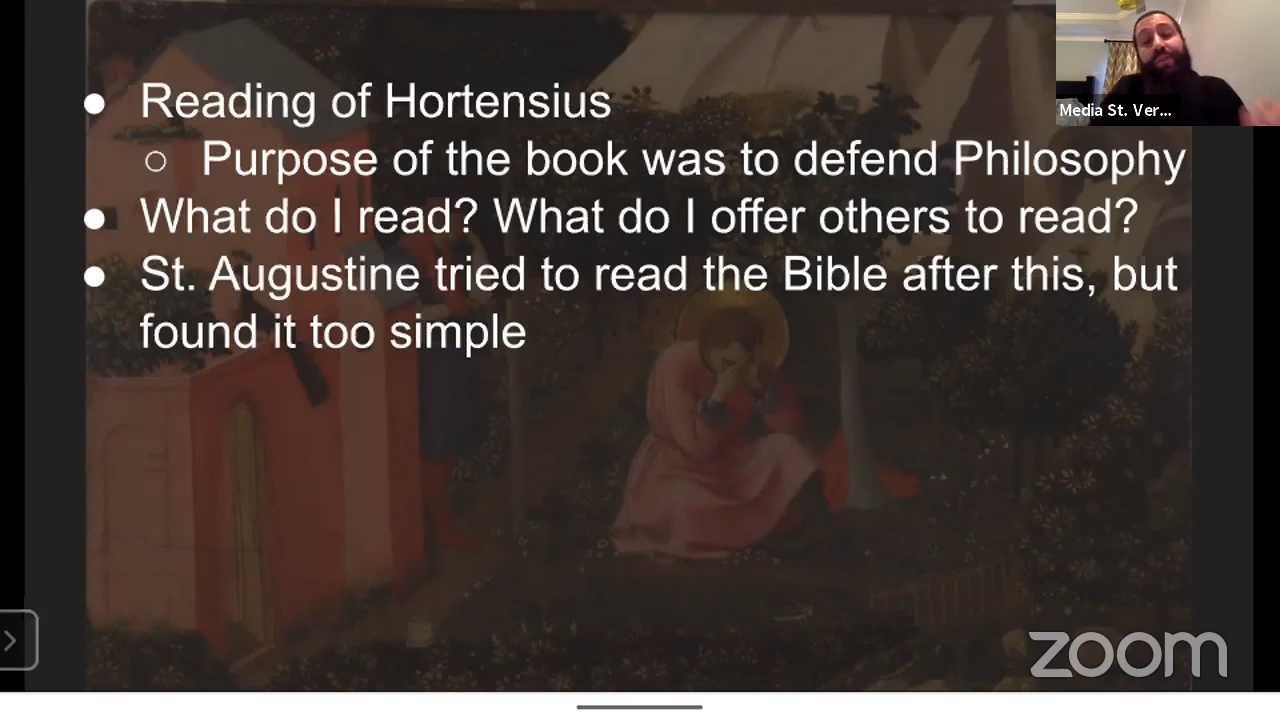 Reading of Hortensius
Purpose of the book was to defend Philosophy
What do I read? What do I offer others to read?
St. Augustine tried to read the Bible after this, but
found it too simple
Media St. Ver...
zoom